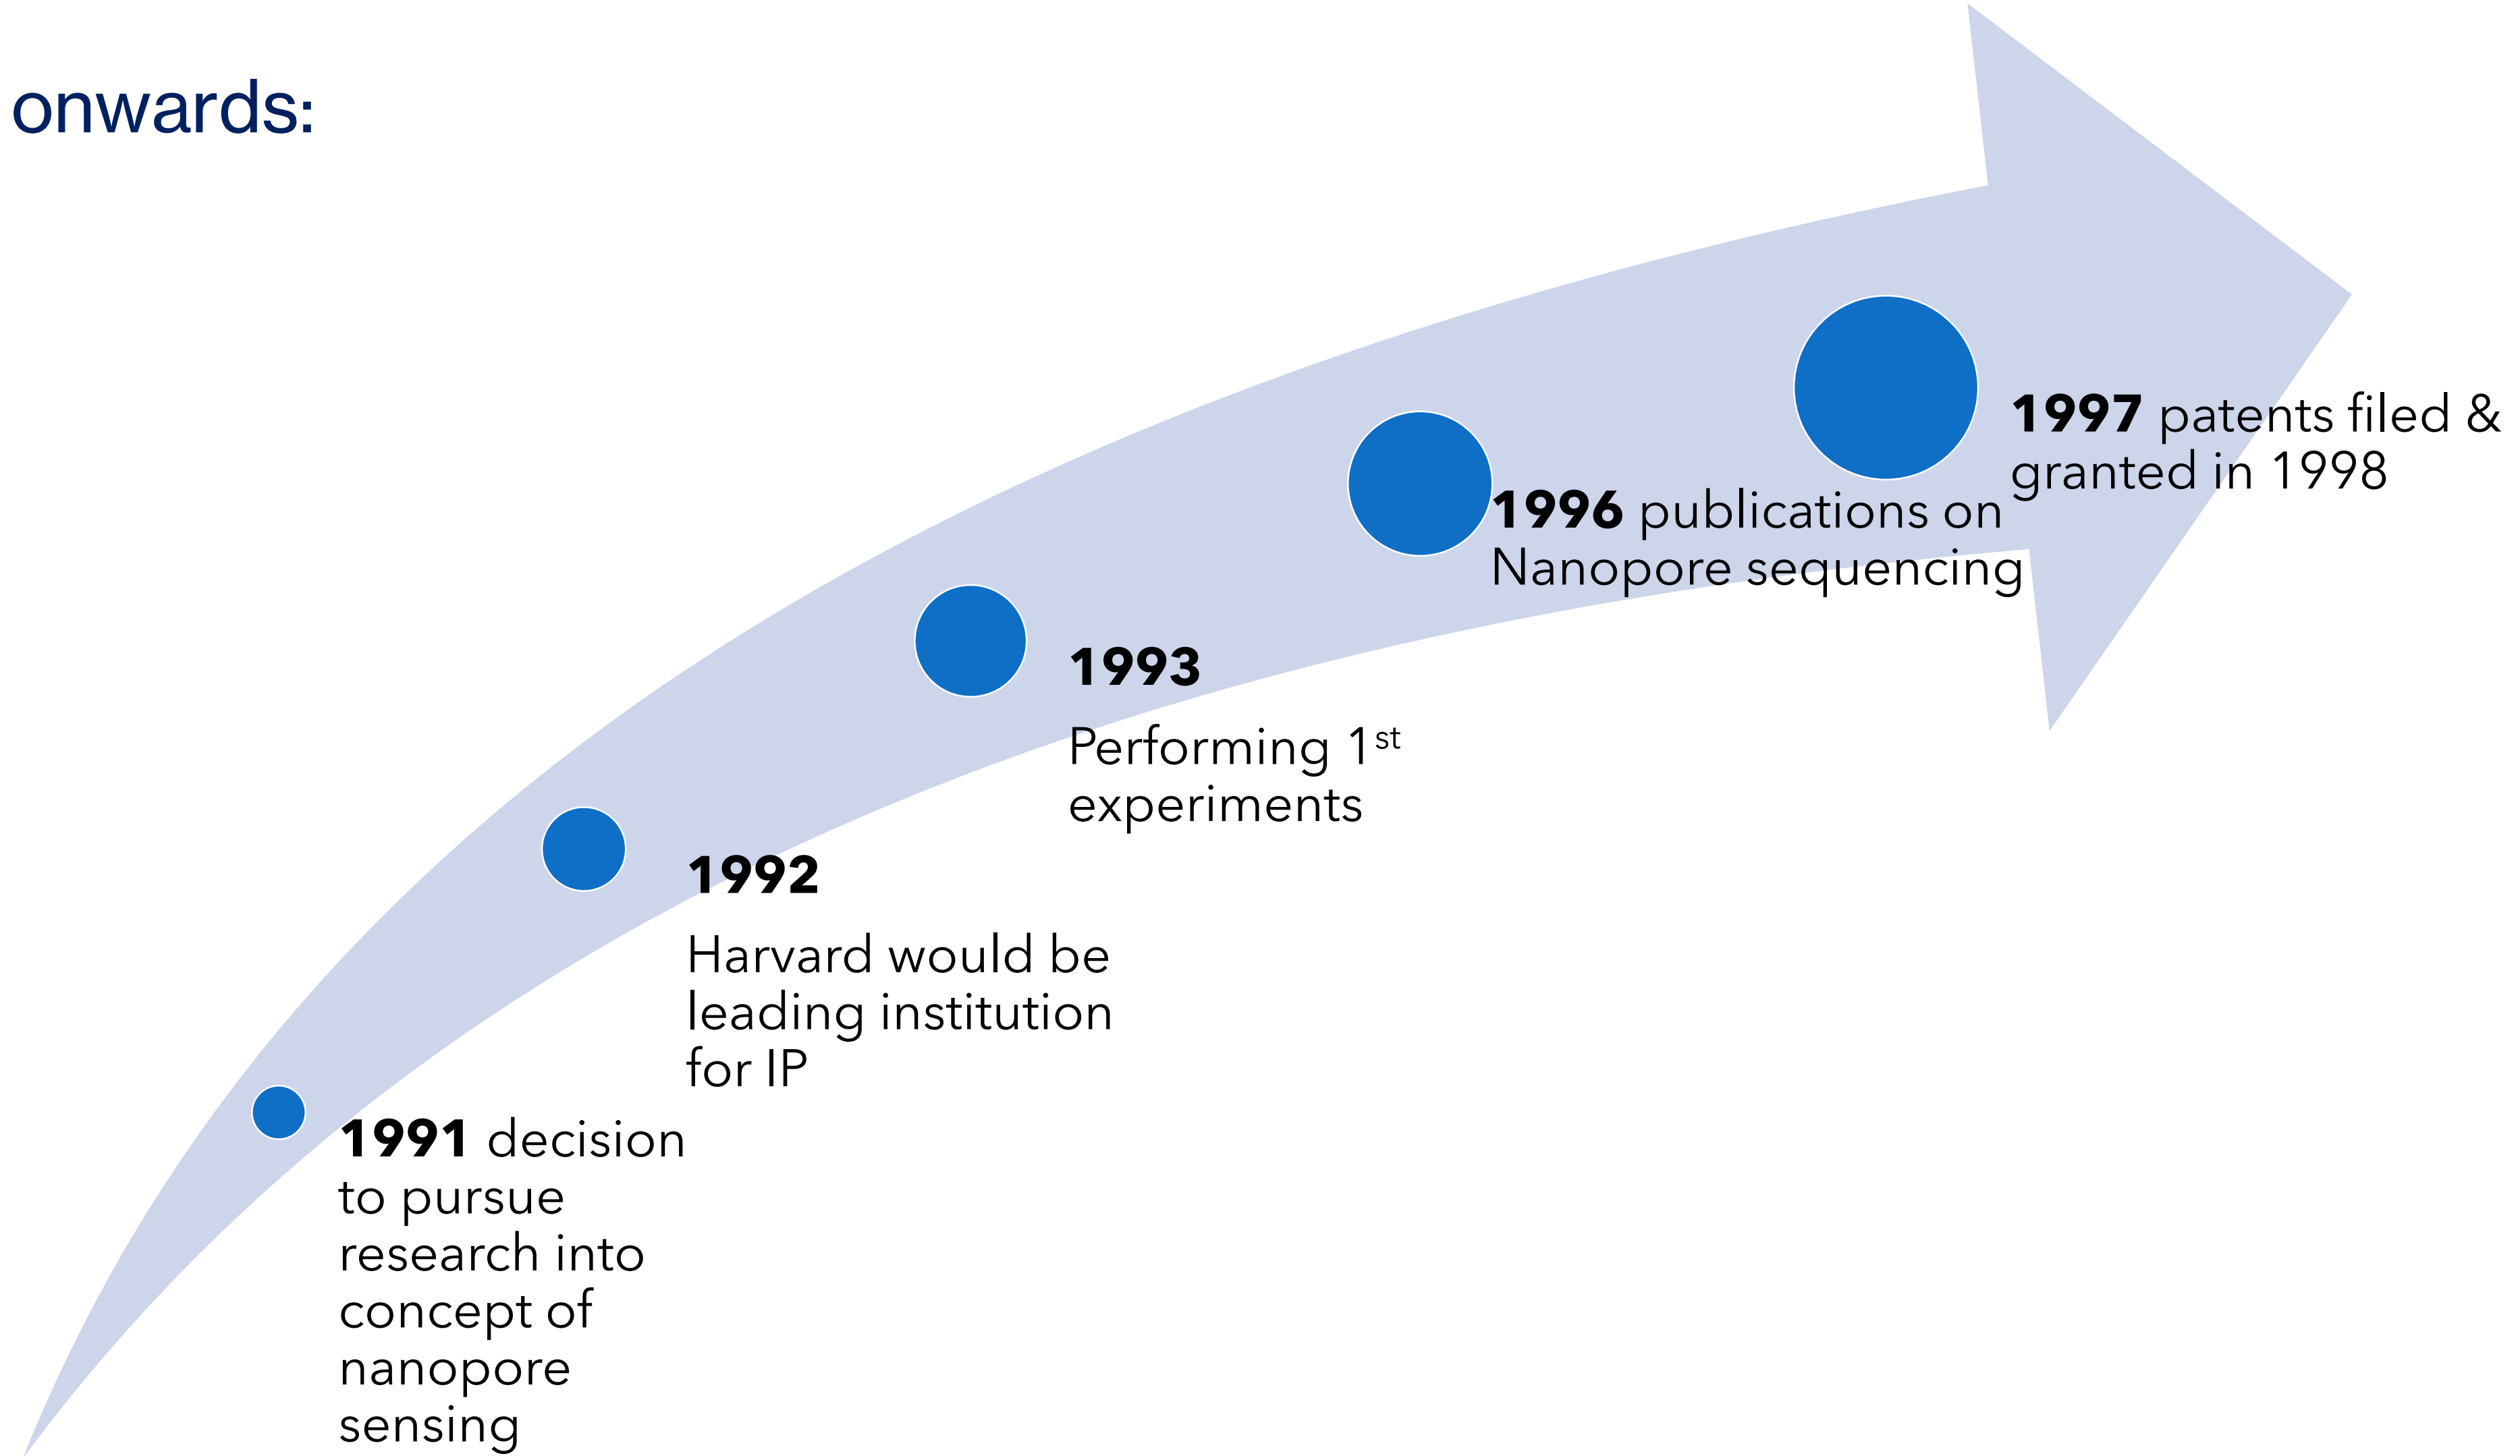 onwards:
1997 patents filed &
granted in 1998
1996 publications on
Nanopore sequencing
1993
Performing 1st
experiments
1992
Harvard would be
leading institution
for IP
1991 decision
to pursue
research into
concept of
nanopore
sensing